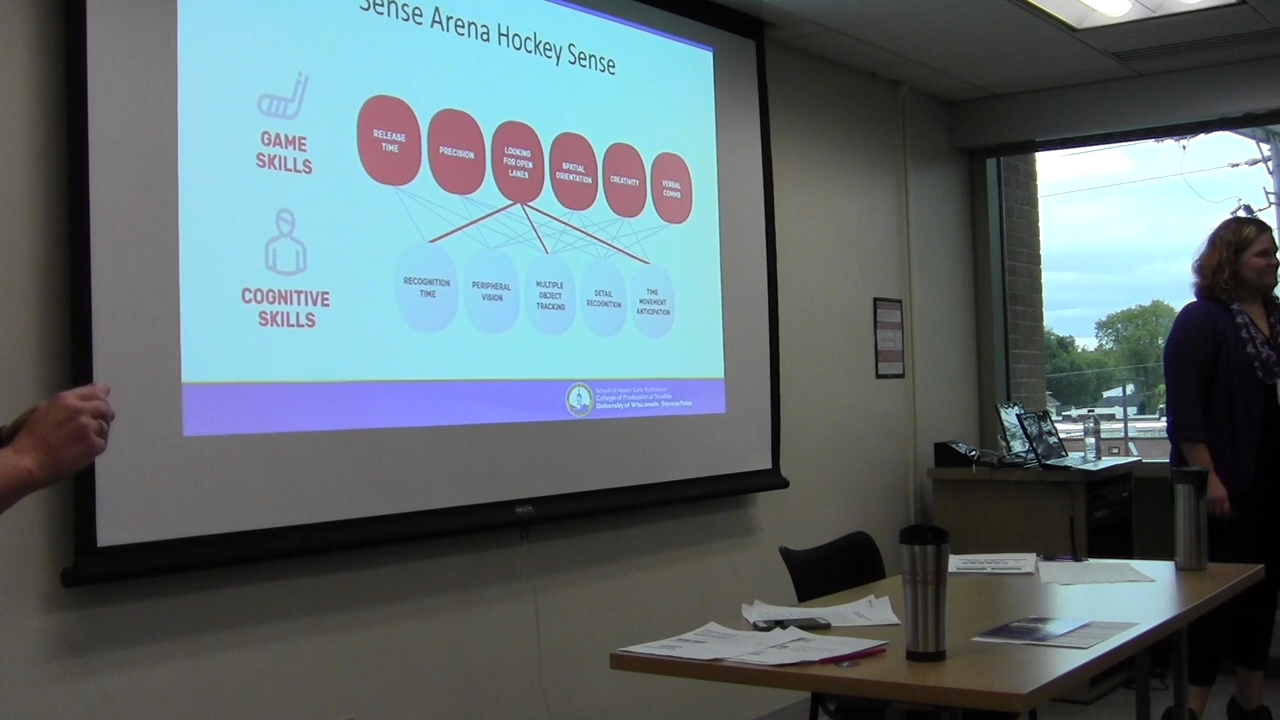 Sense Arena Hockey Sense
GAME
SKILLS
RELEASE
TIME
PRECISION
LOOKING
FOR OPEN
LANES
SPATIAL
ORIENTATION
CREATIVITY
VERBAL
COMMS
COGNITIVE
SKILLS
RECOGNITION
TIME
PERIPHERAL
VISION
MULTIPLE
OBJECT
TRACKING
DETAIL
RECOGNITION
TIME
MOVEMENT
ANTICIPATION
School of Health Care Professions
College of Professional Studies
University of Wisconsin - Stevens Point